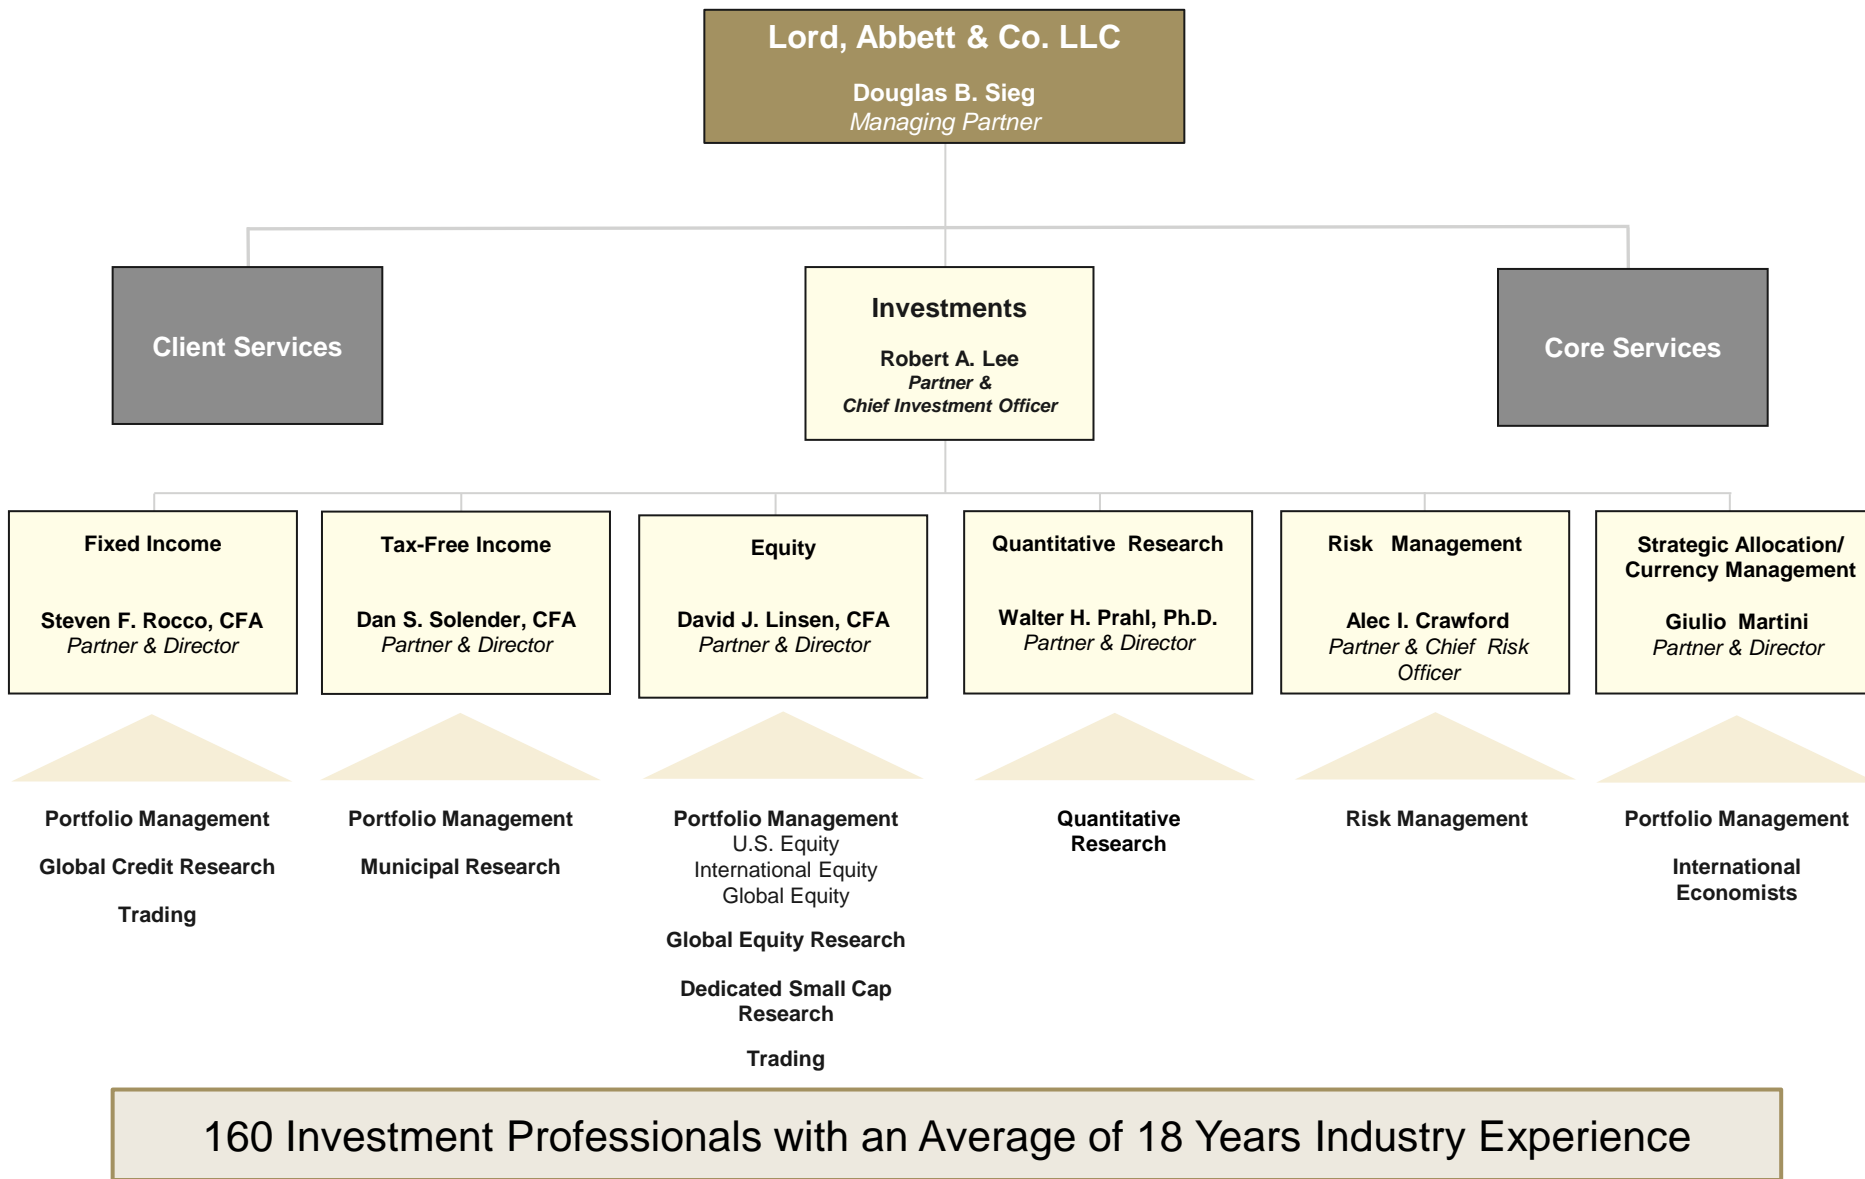 Lord, Abbett & Co. LLC
Douglas B. Sieg
Managing Partner
Client Services
Investments
Robert A. Lee
Partner &
Chief Investment Officer
Core Services
Fixed Income
Steven F. Rocco, CFA
Partner & Director
Tax-Free Income
Dan S. Solender, CFA
Partner & Director
Equity
David J. Linsen, CFA
Partner & Director
Quantitative Research
Walter H. Prahl, Ph.D.
Partner & Director
Risk Management
Alec I. Crawford
Partner & Chief Risk
Officer
Strategic Allocation/
Currency Management
Giulio Martini
Partner & Director
Portfolio Management
Global Credit Research
Trading
Portfolio Management
Municipal Research
Portfolio Management
U.S. Equity
International Equity
Global Equity
Global Equity Research
Dedicated Small Cap
Research
Trading
Quantitative
Research
Risk Management
Portfolio Management
International
Economists
160 Investment Professionals with an Average of 18 Years Industry Experience